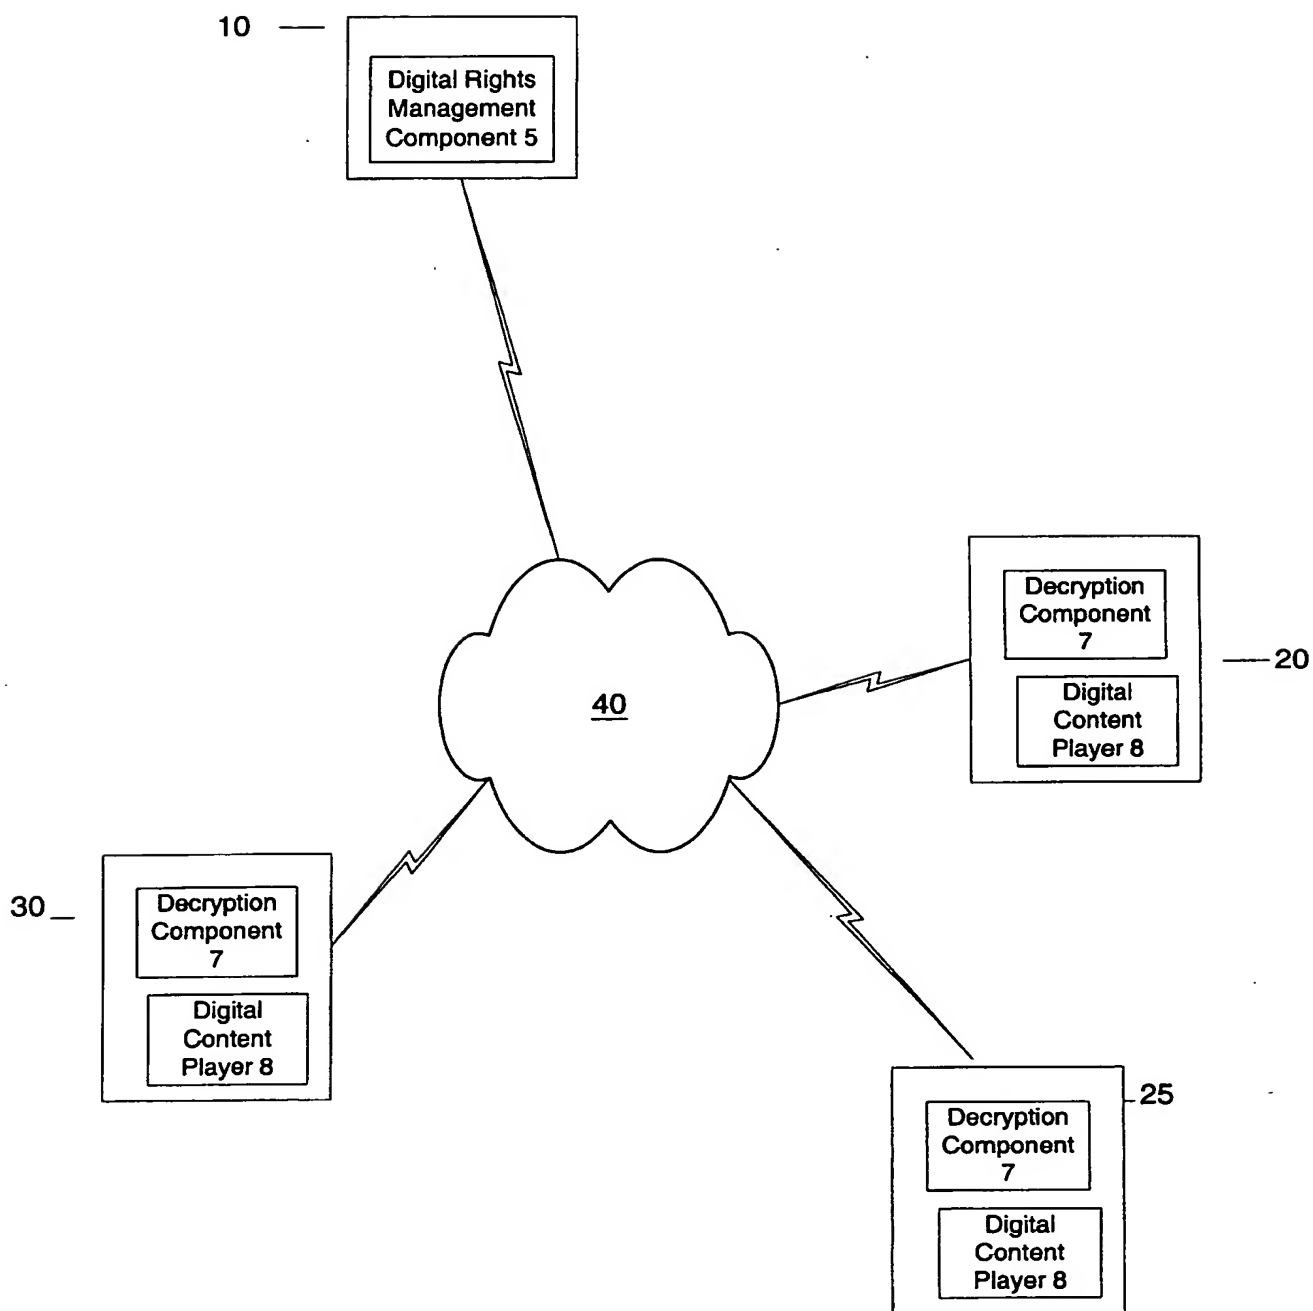 10
Digital Rights
Management
Component 5
Decryption
Component
7
20
Digital
Content
Player 8
40
30
Decryption
Component
7
Digital
Content
Player 8
25
Decryption
Component
7
Digital
Content
Player 8